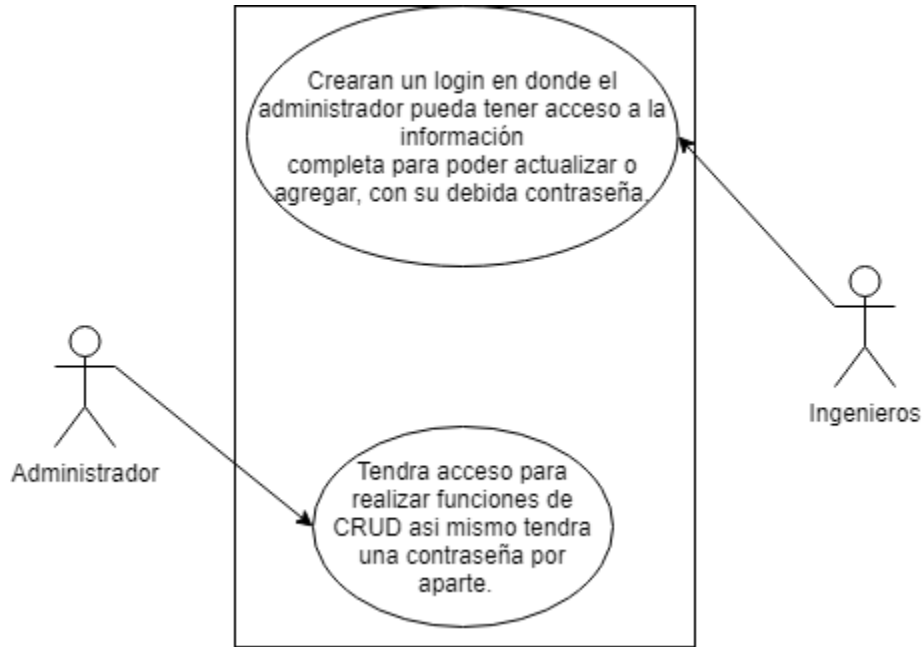 Crearan un login en donde el
administrador pueda tener acceso a la
información
completa para poder actualizar o
agregar, con su debida contraseña.
Ingenieros
Administrador
Tendra acceso para
realizar funciones de
CRUD asi mismo tendra
una contraseña por
aparte.